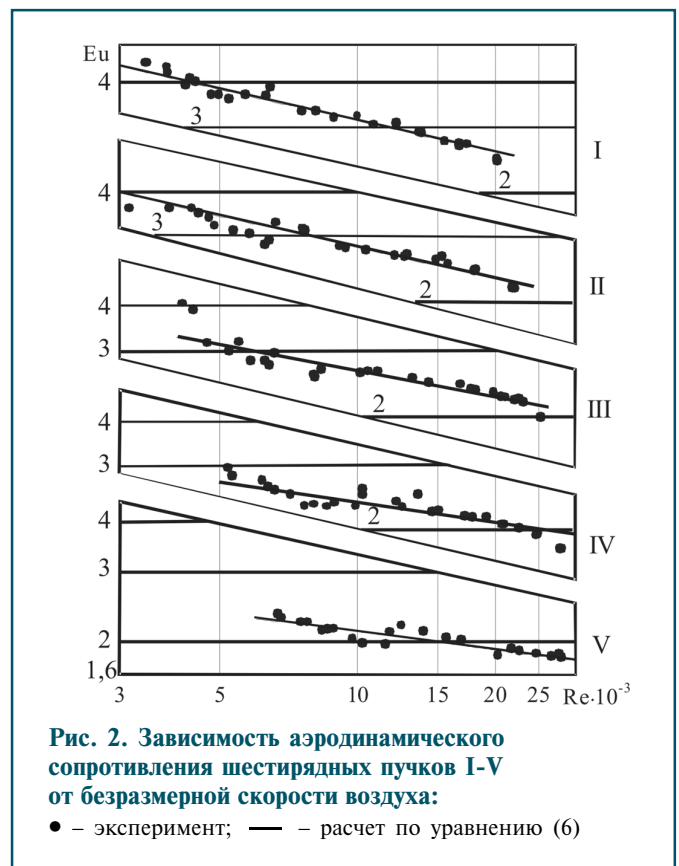 Eu
4
3
I
2
4
3
II
2
4
3
2
III
4
3
2
IV
4
3
2
V
1,6
3 5 10 15 20 25 Re·10⁻³
Рис. 2. Зависимость аэродинамического
сопротивления шестирядных пучков I-V
от безразмерной скорости воздуха:
● – эксперимент; — – расчет по уравнению (6)